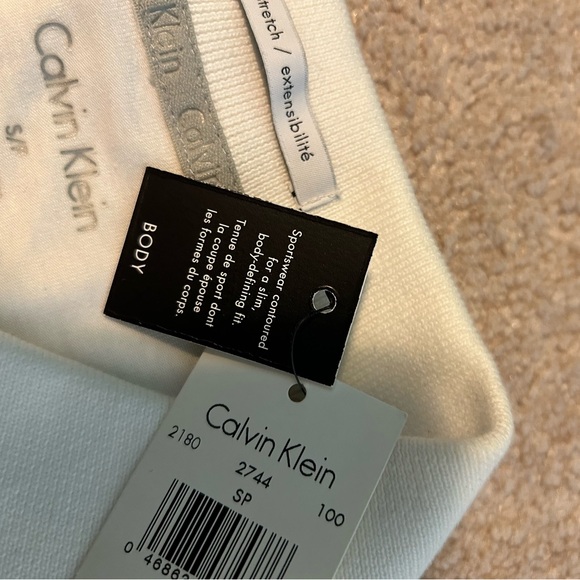 Calvin Klein
S/P
Klein Calvin
stretch / extensibilité
BODY
Sportswear contoured
for a slim,
body-defining fit.
Tenue de sport dont
la coupe épouse
les formes du corps.
Calvin Klein
2180 2744 100
SP